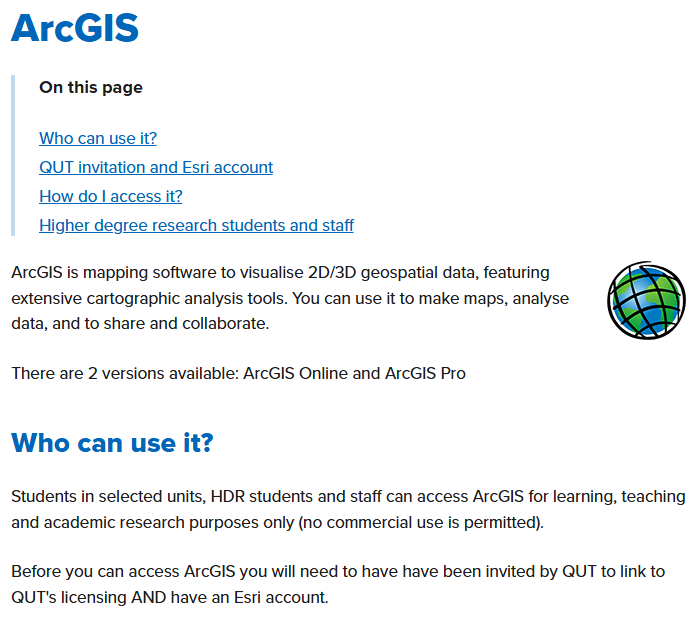 ArcGIS
On this page
Who can use it?
QUT invitation and Esri account
How do I access it?
Higher degree research students and staff
ArcGIS is mapping software to visualise 2D/3D geospatial data, featuring
extensive cartographic analysis tools. You can use it to make maps, analyse
data, and to share and collaborate.
There are 2 versions available: ArcGIS Online and ArcGIS Pro
Who can use it?
Students in selected units, HDR students and staff can access ArcGIS for learning, teaching
and academic research purposes only (no commercial use is permitted).
Before you can access ArcGIS you will need to have have been invited by QUT to link to
QUT's licensing AND have an Esri account.